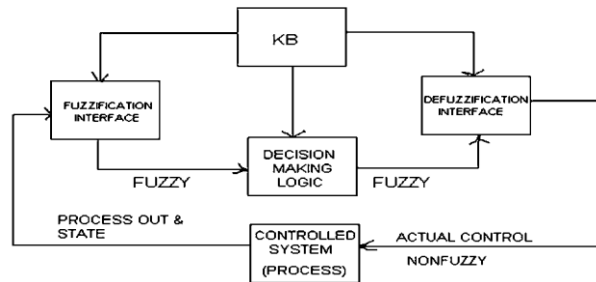 KB
FUZZIFICATION
INTERFACE
DEFUZZIFICATION
INTERFACE
DECISION
MAKING
LOGIC
FUZZY
FUZZY
PROCESS OUT &
STATE
CONTROLLED
SYSTEM
(PROCESS)
ACTUAL CONTROL
NONFUZZY